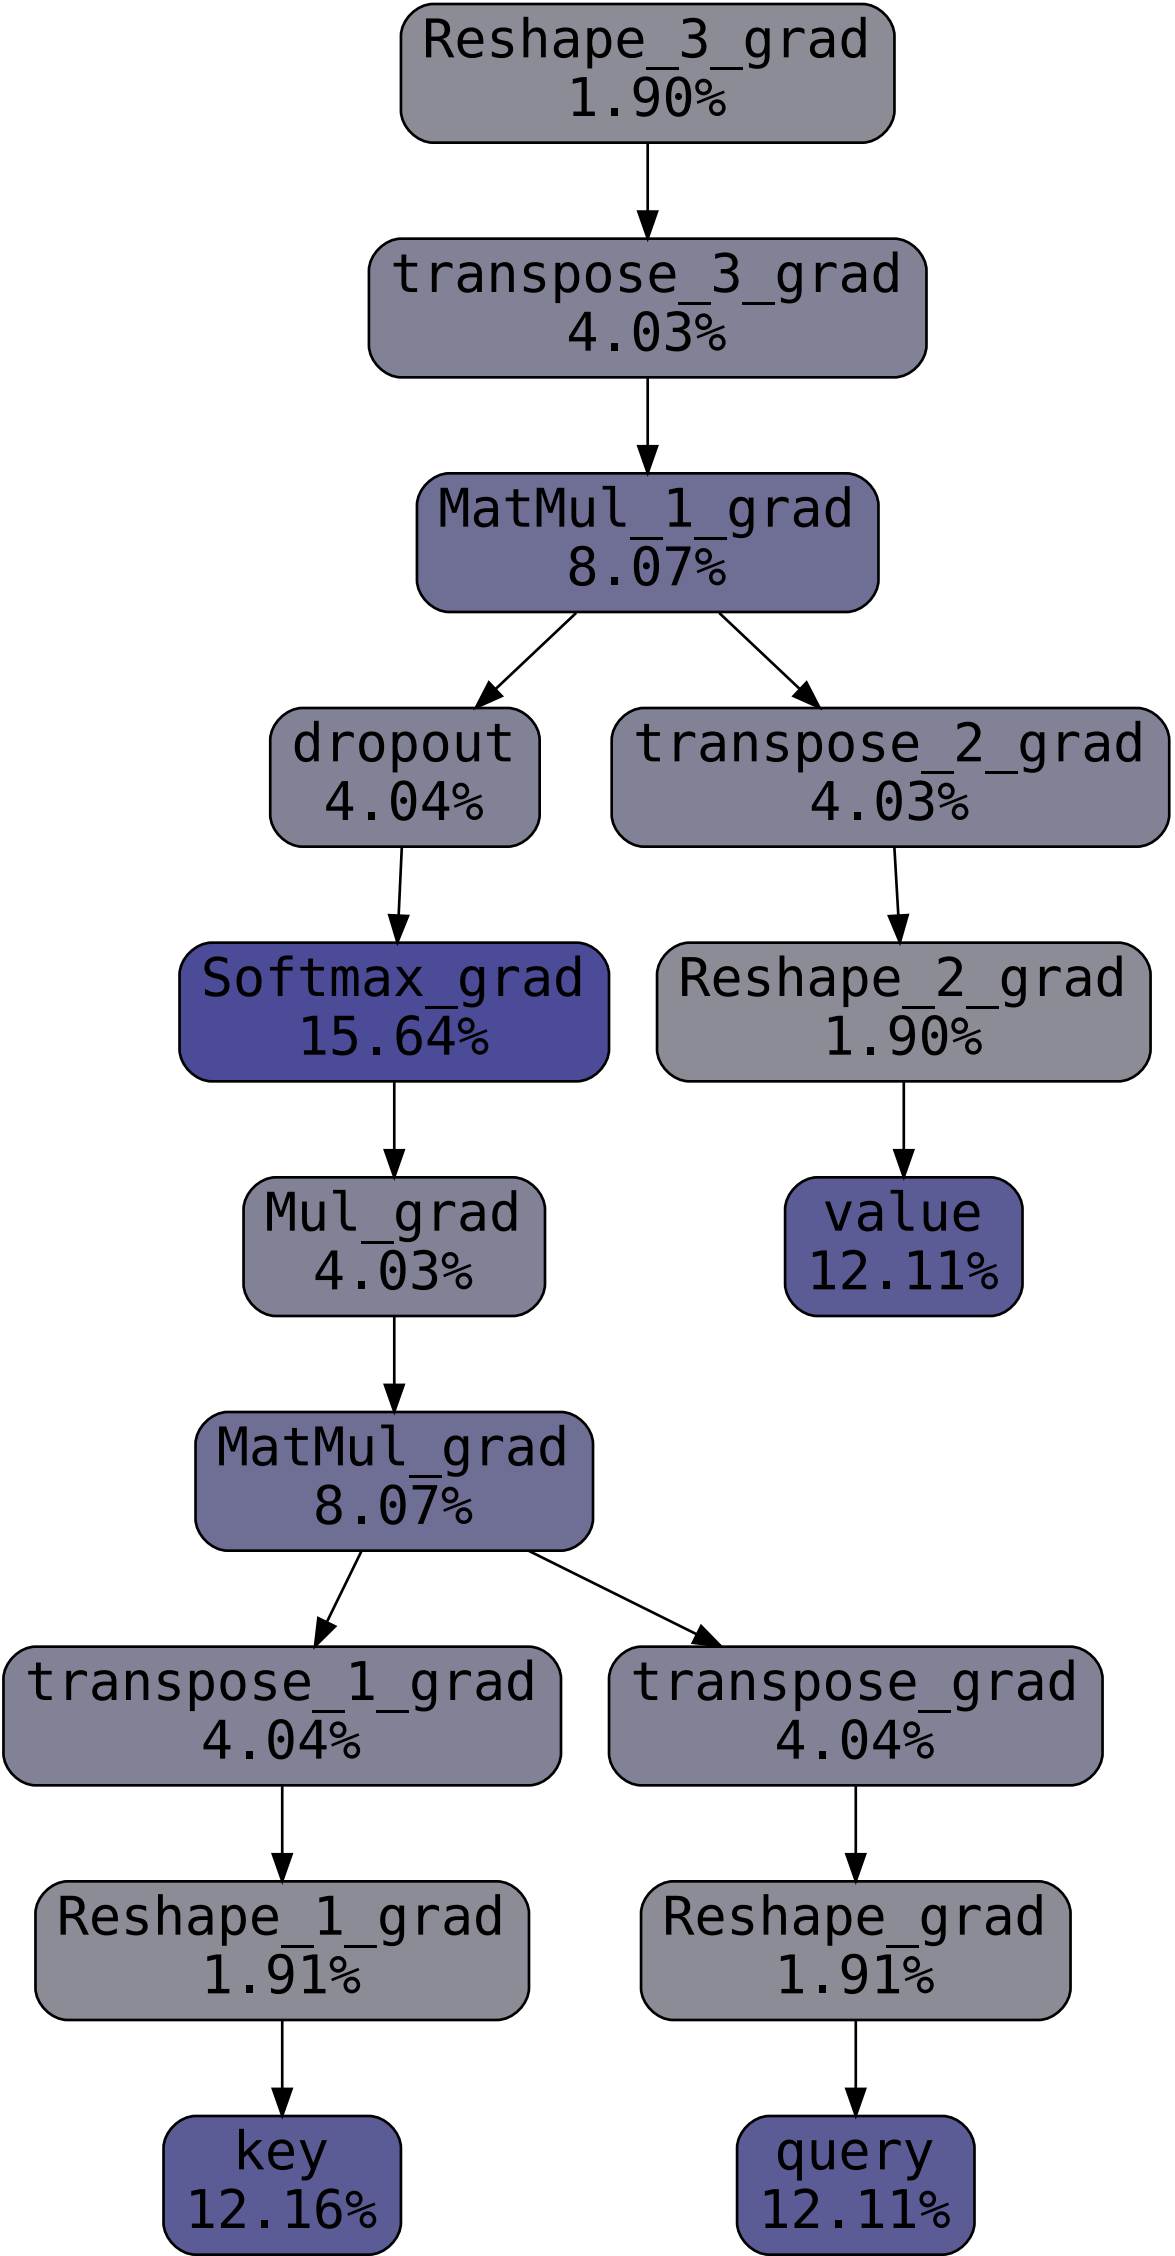 Reshape_3_grad
1.90%
transpose_3_grad
4.03%
MatMul_1_grad
8.07%
dropout
4.04%
transpose_2_grad
4.03%
Softmax_grad
15.64%
Reshape_2_grad
1.90%
Mul_grad
4.03%
value
12.11%
MatMul_grad
8.07%
transpose_1_grad
4.04%
transpose_grad
4.04%
Reshape_1_grad
1.91%
Reshape_grad
1.91%
key
12.16%
query
12.11%